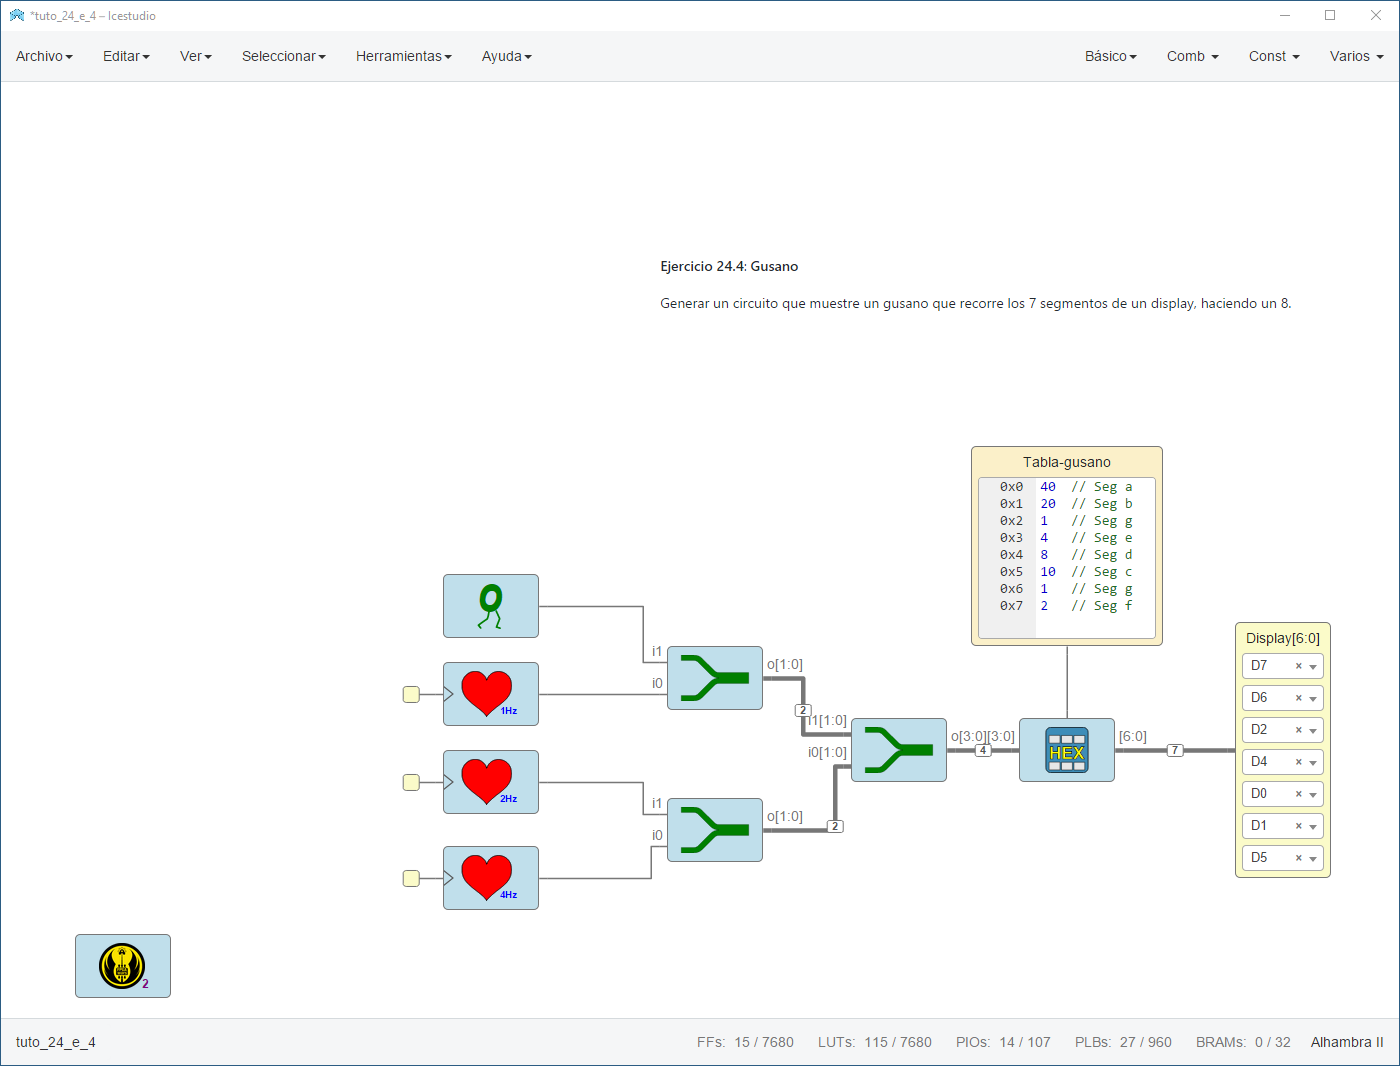 *tuto_24_e_4 – Icestudio
Archivo Editar Ver Seleccionar Herramientas Ayuda Básico Comb Const Varios
Ejercicio 24.4: Gusano
Generar un circuito que muestre un gusano que recorre los 7 segmentos de un display, haciendo un 8.
Tabla-gusano
0x0 40 // Seg a
0x1 20 // Seg b
0x2 1 // Seg g
0x3 4 // Seg e
0x4 8 // Seg d
0x5 10 // Seg c
0x6 1 // Seg g
0x7 2 // Seg f
i1
i0
o[1:0]
1Hz
2
i1[1:0]
i0[1:0]
o[3:0][3:0]
4
HEX
[6:0]
7
Display[6:0]
D7 ×
D6 ×
D2 ×
D4 ×
D0 ×
D1 ×
D5 ×
2Hz
i1
i0
o[1:0]
2
4Hz
2
tuto_24_e_4 FFs: 15 / 7680 LUTs: 115 / 7680 PIOs: 14 / 107 PLBs: 27 / 960 BRAMs: 0 / 32 Alhambra II